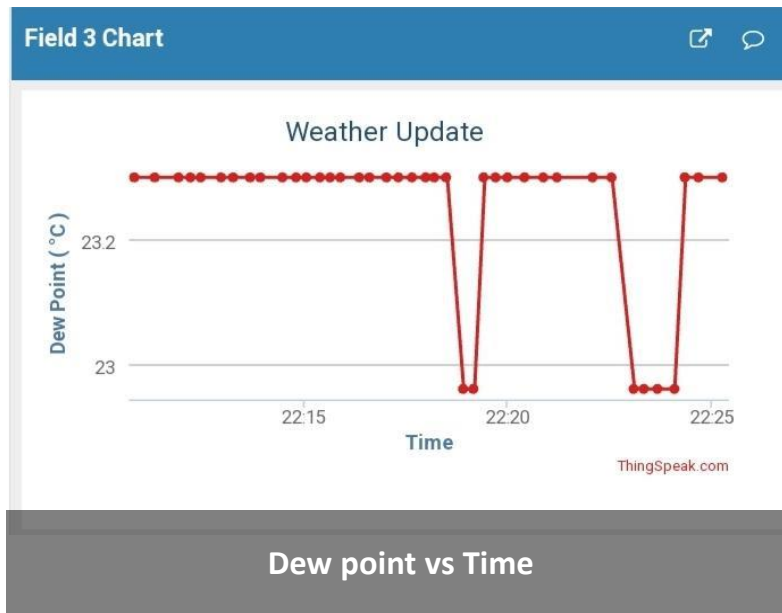 Field 3 Chart
Weather Update
Dew Point ( °C )
23.2
23
22:15
22:20
22:25
Time
ThingSpeak.com
Dew point vs Time